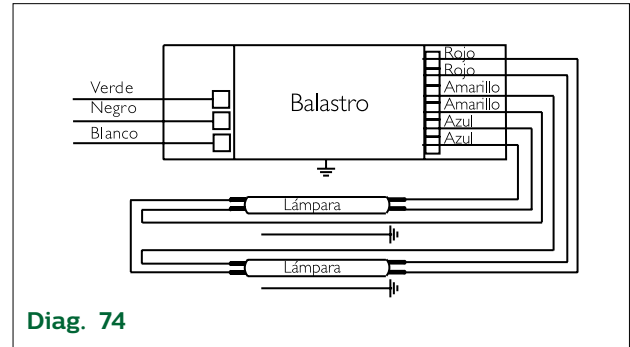 Rojo
Rojo
Amarillo
Amarillo
Azul
Azul
Verde
Negro
Blanco
Balastro
Lámpara
Lámpara
Diag. 74